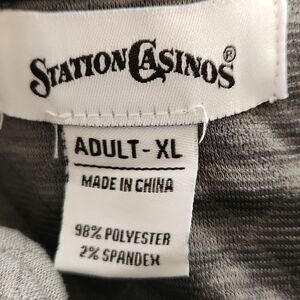 STATION CASINOS®
ADULT - XL
MADE IN CHINA
98% POLYESTER
2% SPANDEX